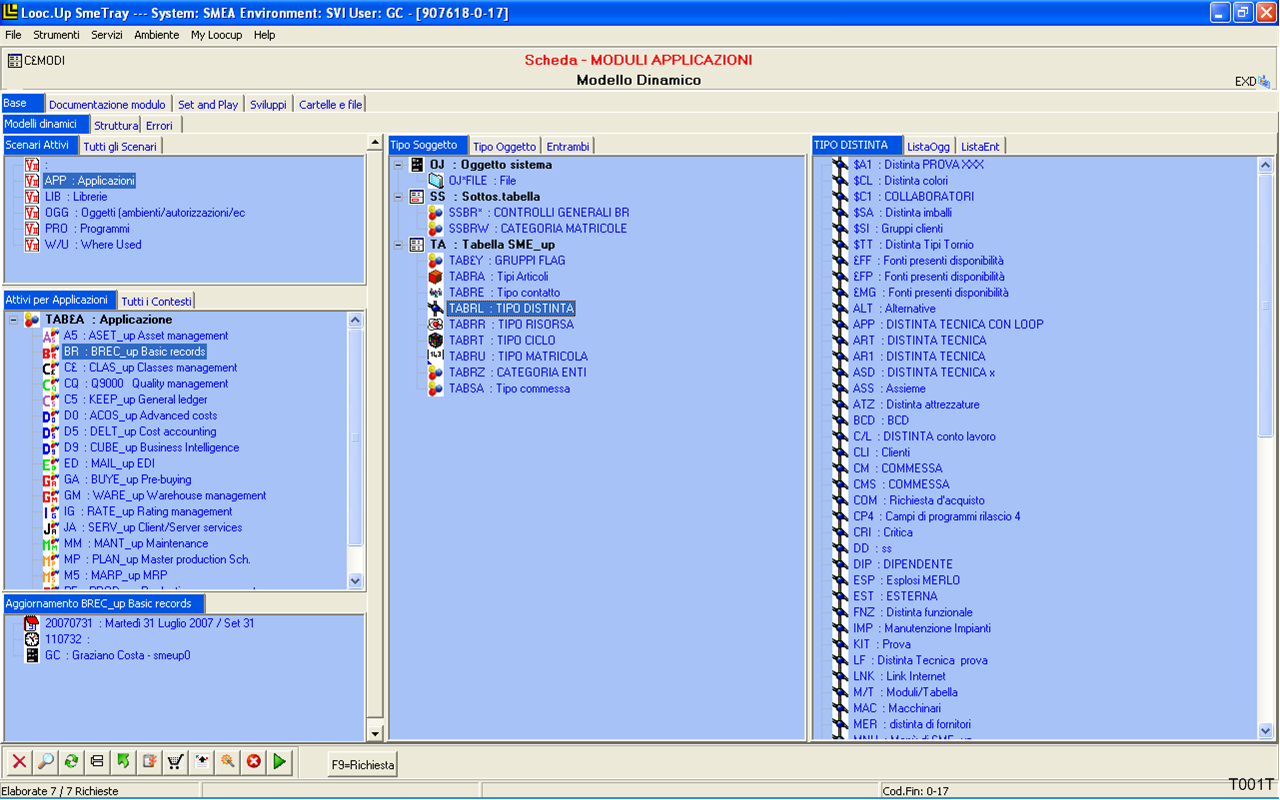 Looc.Up SmeTray --- System: SMEA Environment: SVI User: GC - [907618-0-17]
File Strumenti Servizi Ambiente My Loocup Help
C£MODI
Scheda - MODULI APPLICAZIONI
Modello Dinamico
EXD
Base Documentazione modulo Set and Play Sviluppi Cartelle e file
Modelli dinamici Struttura Errori
Scenari Attivi Tutti gli Scenari
:
APP : Applicazioni
LIB : Librerie
OGG : Oggetti (ambienti/autorizzazioni/ec
PRO : Programmi
W/U : Where Used
Attivi per Applicazioni Tutti i Contesti
TAB£A : Applicazione
A5 : ASET_up Asset management
BR : BREC_up Basic records
C£ : CLAS_up Classes management
CQ : Q9000 Quality management
C5 : KEEP_up General ledger
D0 : ACOS_up Advanced costs
D5 : DELT_up Cost accounting
D9 : CUBE_up Business Intelligence
ED : MAIL_up EDI
GA : BUYE_up Pre-buying
GM : WARE_up Warehouse management
IG : RATE_up Rating management
JA : SERV_up Client/Server services
MM : MANT_up Maintenance
MP : PLAN_up Master production Sch.
M5 : MARP_up MRP
Aggiornamento BREC_up Basic records
20070731 : Martedì 31 Luglio 2007 / Set 31
110732 :
GC : Graziano Costa - smeup0
Tipo Soggetto Tipo Oggetto Entrambi
OJ : Oggetto sistema
OJ*FILE : File
SS : Sottos.tabella
SSBR* : CONTROLLI GENERALI BR
SSBRW : CATEGORIA MATRICOLE
TA : Tabella SME_up
TAB£Y : GRUPPI FLAG
TABRA : Tipi Articoli
TABRE : Tipo contatto
TABRL : TIPO DISTINTA
TABRR : TIPO RISORSA
TABRT : TIPO CICLO
TABRU : TIPO MATRICOLA
TABRZ : CATEGORIA ENTI
TABSA : Tipo commessa
TIPO DISTINTA ListaOgg ListaEnt
$A1 : Distinta PROVA XXX
$CL : Distinta colori
$C1 : COLLABORATORI
$SA : Distinta imballi
$SI : Gruppi clienti
$TT : Distinta Tipi Tornio
£FF : Fonti presenti disponibilità
£FP : Fonti presenti disponibilità
£MG : Fonti presenti disponibilità
ALT : Alternative
APP : DISTINTA TECNICA CON LOOP
ART : DISTINTA TECNICA
AR1 : DISTINTA TECNICA
ASD : DISTINTA TECNICA x
ASS : Assieme
ATZ : Distinta attrezzature
BCD : BCD
C/L : DISTINTA conto lavoro
CLI : Clienti
CM : COMMESSA
CMS : COMMESSA
COM : Richiesta d'acquisto
CP4 : Campi di programmi rilascio 4
CRI : Critica
DD : ss
DIP : DIPENDENTE
ESP : Esplosi MERLO
EST : ESTERNA
FNZ : Distinta funzionale
IMP : Manutenzione Impianti
KIT : Prova
LF : Distinta Tecnica prova
LNK : Link Internet
M/T : Moduli/Tabella
MAC : Macchinari
MER : distinta di fornitori
F9=Richiesta
Elaborate 7 / 7 Richieste
Cod.Fin: 0-17
T001T